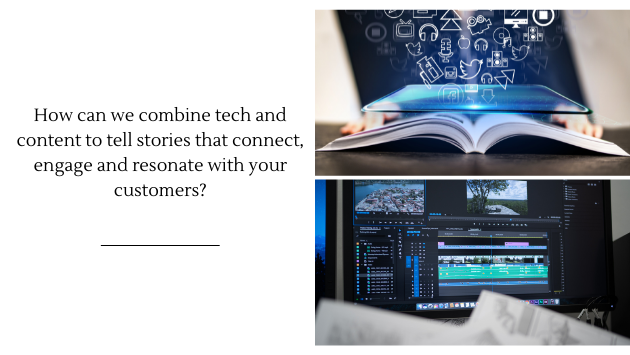 How can we combine tech and
content to tell stories that connect,
engage and resonate with your
customers?